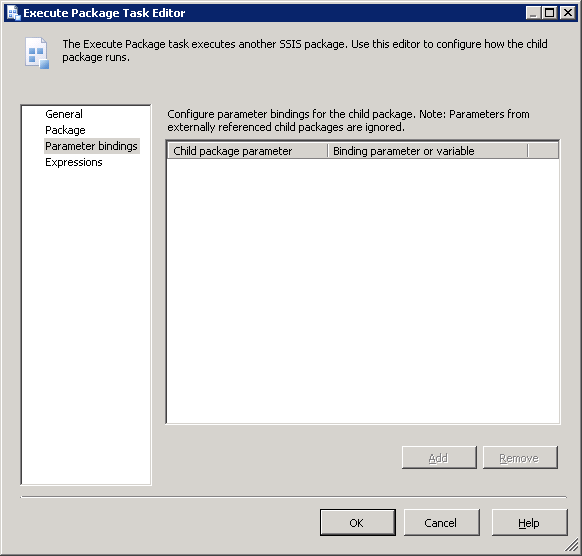 Execute Package Task Editor
The Execute Package task executes another SSIS package. Use this editor to configure how the child
package runs.
General
Package
Parameter bindings
Expressions
Configure parameter bindings for the child package. Note: Parameters from
externally referenced child packages are ignored.
Child package parameter Binding parameter or variable
Add Remove
OK Cancel Help